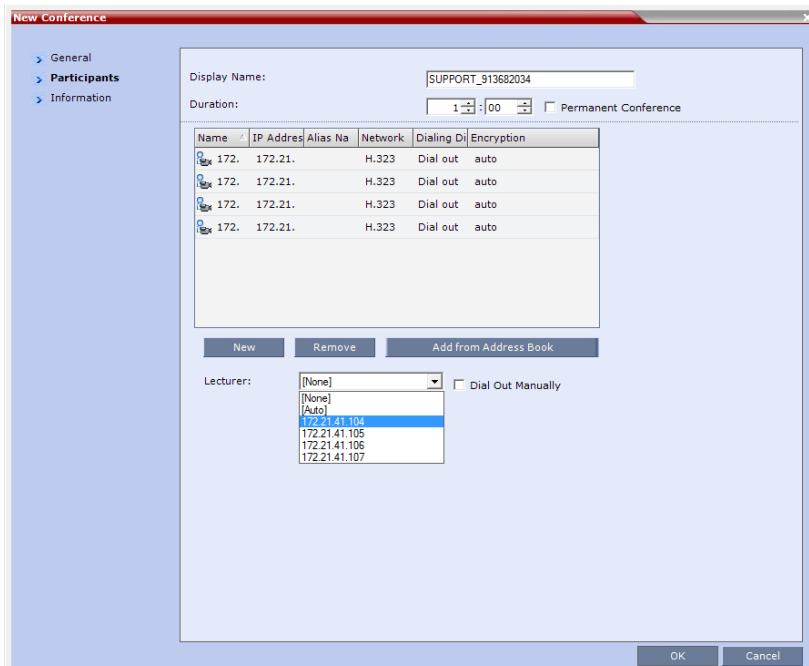 New Conference
General
Participants
Information
Display Name:
SUPPORT_913682034
Duration:
1 : 00
Permanent Conference
Name IP Addres Alias Na Network Dialing Di Encryption
172. 172.21. H.323 Dial out auto
172. 172.21. H.323 Dial out auto
172. 172.21. H.323 Dial out auto
172. 172.21. H.323 Dial out auto
New Remove Add from Address Book
Lecturer: [None] Dial Out Manually
[None]
[Auto]
172.21.41.104
172.21.41.105
172.21.41.106
172.21.41.107
OK Cancel